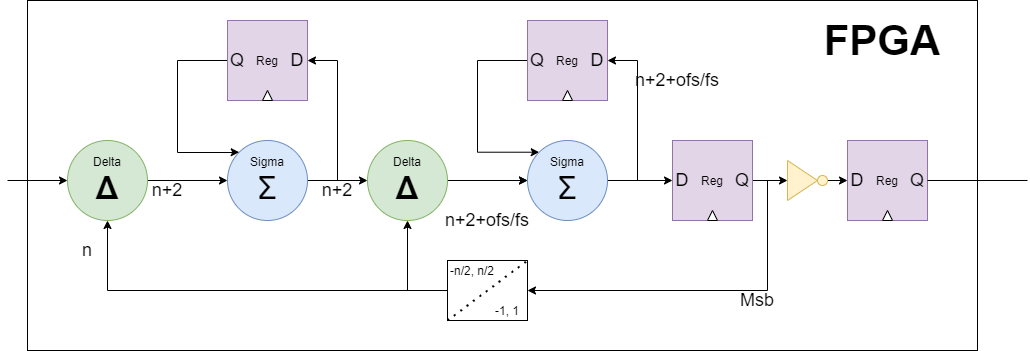 FPGA
Q Reg D
Q Reg D
n+2+ofs/fs
Delta
Δ
n+2
Sigma
Σ
n+2
Delta
Δ
n+2+ofs/fs
Sigma
Σ
D Reg Q
D Reg Q
n
-n/2, n/2
-1, 1
Msb